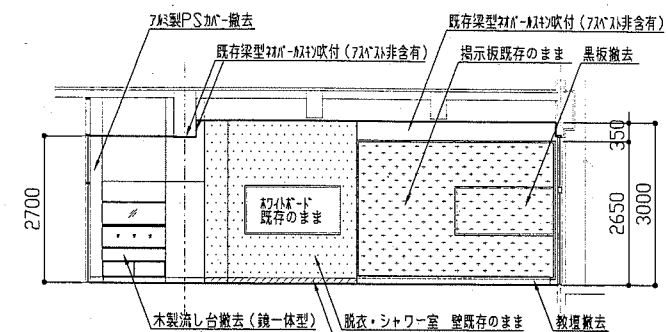 アルミ製PSカバー撤去
既存梁型ネオパールスキン吹付(アスベスト非含有)
既存梁型ネオパールスキン吹付(アスベスト非含有)
掲示板既存のまま
黒板撤去
350
2700
2650
3000
ホワイトボード
既存のまま
木製流し台撤去(鏡一体型)
脱衣・シャワー室 壁既存のまま
教壇撤去